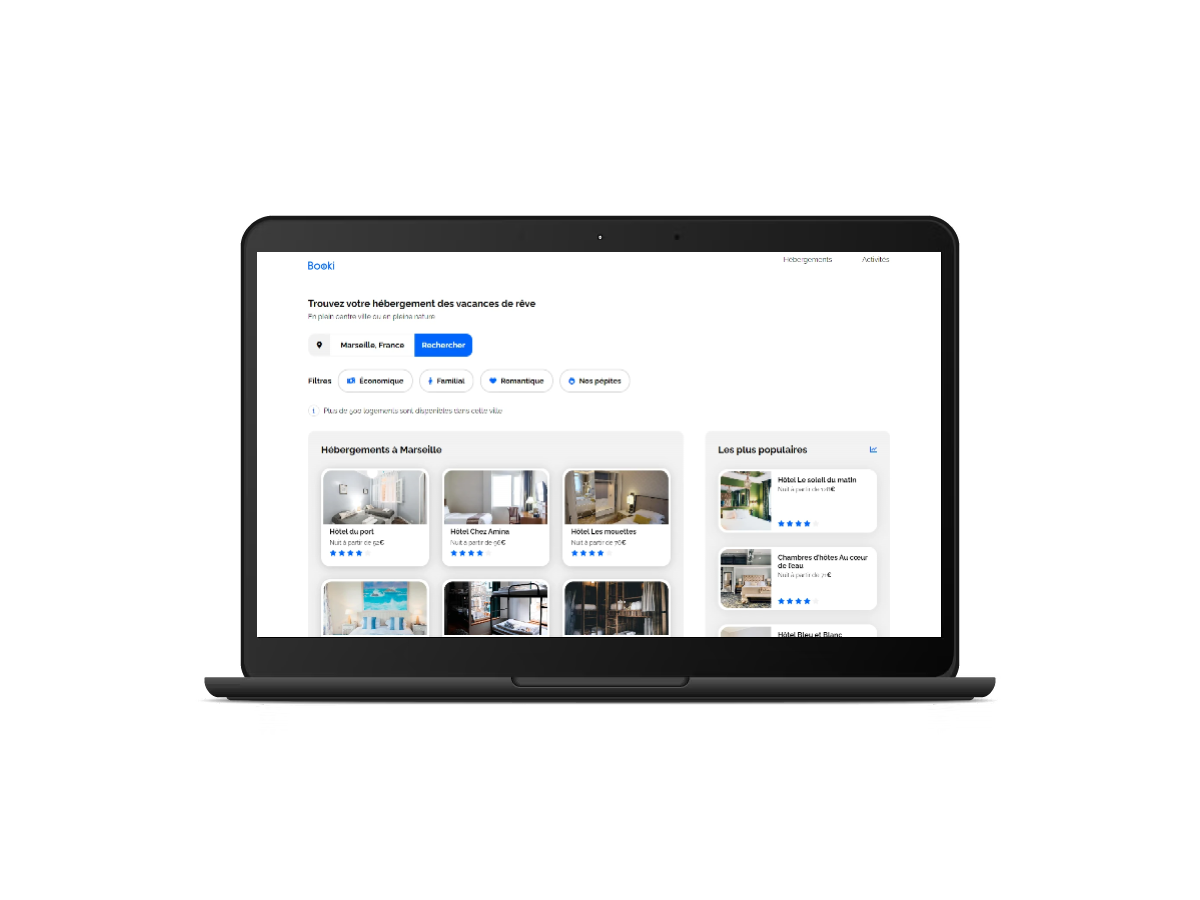 Booki
Hébergements
Activités
Trouvez votre hébergement des vacances de rêve
En plein centre ville ou en pleine nature
Marseille, France
Rechercher
Filtres
Économique
Familial
Romantique
Nos pépites
Plus de 500 logements sont disponibles dans cette ville
Hébergements à Marseille
Hôtel du port
Nuit à partir de 52€
Hôtel Chez Amina
Nuit à partir de 96€
Hôtel Les mouettes
Nuit à partir de 76€
Les plus populaires
Hôtel Le soleil du matin
Nuit à partir de 128€
Chambres d'hôtes Au cœur
de l'eau
Nuit à partir de 71€
Hôtel Bleu et Blanc